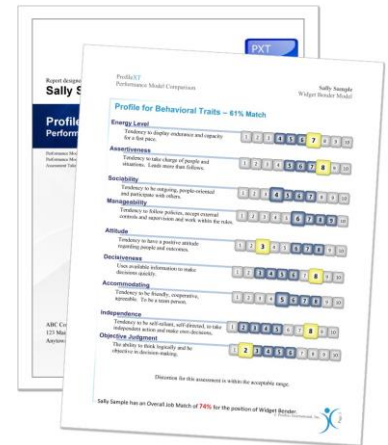 PXT
Report designe
Sally S
Profile
Perform
Performance Mod
Performance Mo
Assessment Take
ABC Co
123 Mai
Anytow
ProfileXT
Performance Model Comparison
Sally Sample
Widget Bender Model
Profile for Behavioral Traits – 61% Match
Energy Level
Tendency to display endurance and capacity
for a fast pace.
1 2 3 4 5 6 7 8 9 10
Assertiveness
Tendency to take charge of people and
situations. Leads more than follows.
1 2 3 4 5 6 7 8 9 10
Sociability
Tendency to be outgoing, people-oriented
and participate with others.
1 2 3 4 5 6 7 8 9 10
Manageability
Tendency to follow policies, accept external
controls and supervision and work within the rules.
1 2 3 4 5 6 7 8 9 10
Attitude
Tendency to have a positive attitude
regarding people and outcomes.
1 2 3 4 5 6 7 8 9 10
Decisiveness
Uses available information to make
decisions quickly.
1 2 3 4 5 6 7 8 9 10
Accommodating
Tendency to be friendly, cooperative,
agreeable. To be a team person.
1 2 3 4 5 6 7 8 9 10
Independence
Tendency to be self-reliant, self-directed, to take
independent action and make own decisions.
1 2 3 4 5 6 7 8 9 10
Objective Judgment
The ability to think logically and be
objective in decision-making.
1 2 3 4 5 6 7 8 9 10
Distortion for this assessment is within the acceptable range.
Sally Sample has an Overall Job Match of 74% for the position of Widget Bender.